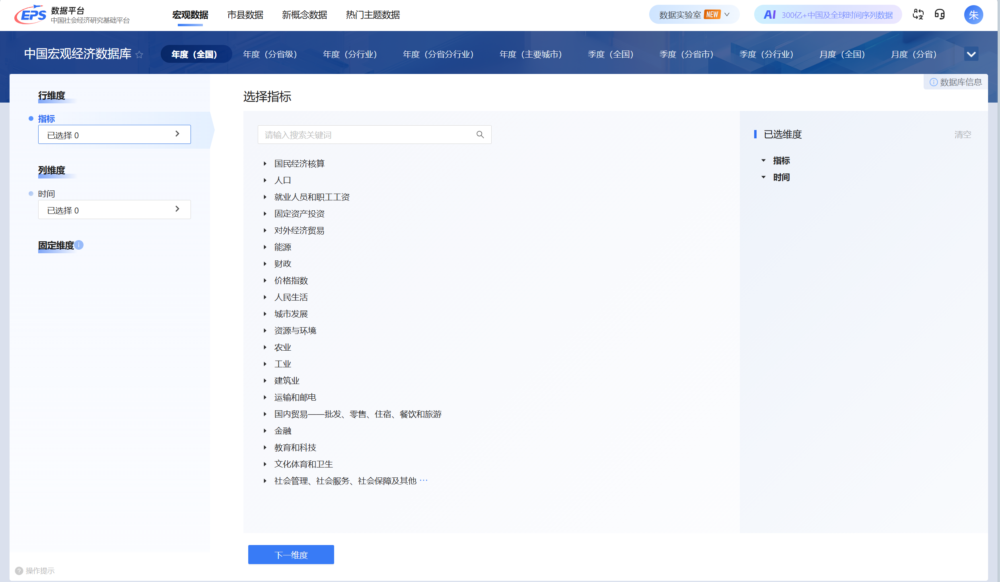 EPS 数据平台
中国社会经济研究基础平台
宏观数据 市县数据 新概念数据 热门主题数据
数据实验室 NEW
AI 300亿+中国及全球时间序列数据
朱
中国宏观经济数据库
年度（全国） 年度（分省级） 年度（分行业） 年度（分省分行业） 年度（主要城市） 季度（全国） 季度（分省市） 季度（分行业） 月度（全国） 月度（分省）
数据库信息
行维度
指标
已选择 0
列维度
时间
已选择 0
固定维度
选择指标
请输入搜索关键词
国民经济核算
人口
就业人员和职工工资
固定资产投资
对外经济贸易
能源
财政
价格指数
人民生活
城市发展
资源与环境
农业
工业
建筑业
运输和邮电
国内贸易——批发、零售、住宿、餐饮和旅游
金融
教育和科技
文化体育和卫生
社会管理、社会服务、社会保障及其他 ···
已选维度
清空
指标
时间
下一维度
操作提示